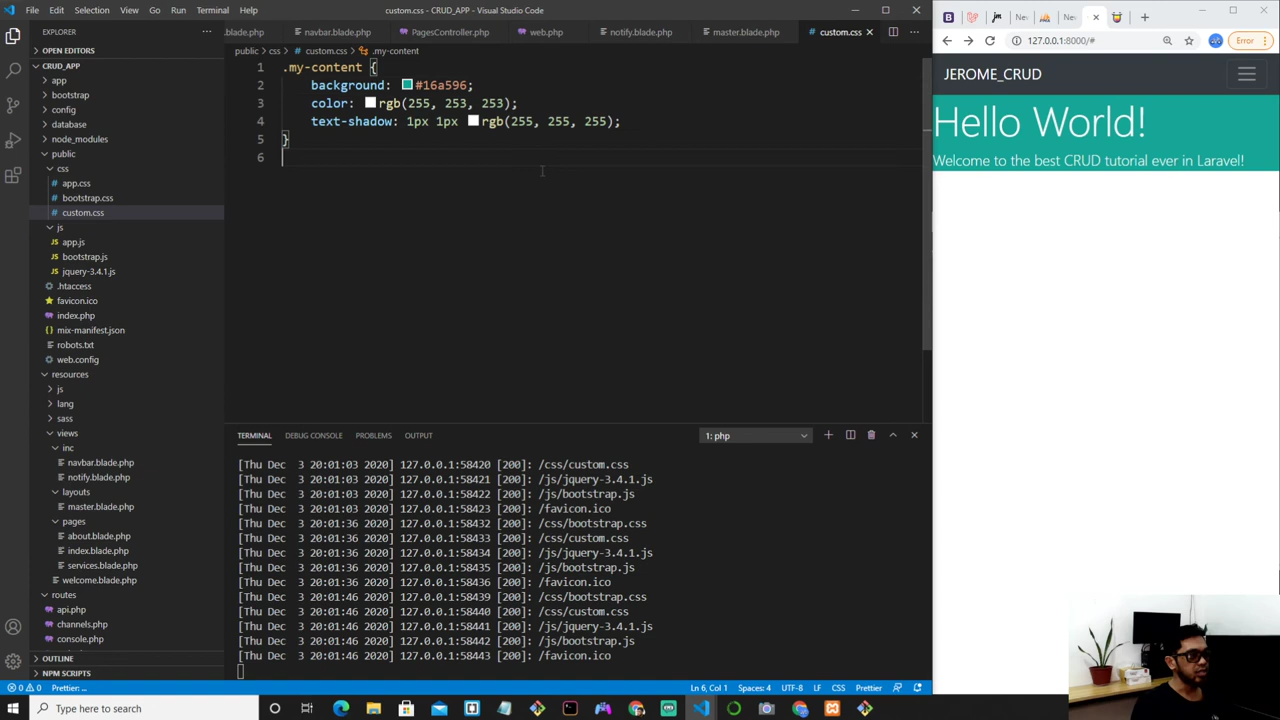 File Edit Selection View Go Run Terminal Help
custom.css - CRUD_APP - Visual Studio Code
EXPLORER
.blade.php navbar.blade.php PagesController.php web.php notify.blade.php master.blade.php custom.css
OPEN EDITORS
CRUD_APP
app
bootstrap
config
database
node_modules
public
css
app.css
bootstrap.css
custom.css
js
app.js
bootstrap.js
jquery-3.4.1.js
.htaccess
favicon.ico
index.php
mix-manifest.json
robots.txt
web.config
resources
js
lang
sass
views
inc
navbar.blade.php
notify.blade.php
layouts
master.blade.php
pages
about.blade.php
index.blade.php
services.blade.php
welcome.blade.php
routes
api.php
channels.php
console.php
OUTLINE
NPM SCRIPTS
public > css > custom.css > .my-content
1 .my-content {
2 background: #16a596;
3 color: rgb(255, 253, 253);
4 text-shadow: 1px 1px rgb(255, 255, 255);
5 }
6
TERMINAL DEBUG CONSOLE PROBLEMS OUTPUT
1: php
[Thu Dec 3 20:01:03 2020] 127.0.0.1:58420 [200]: /css/custom.css
[Thu Dec 3 20:01:03 2020] 127.0.0.1:58421 [200]: /js/jquery-3.4.1.js
[Thu Dec 3 20:01:03 2020] 127.0.0.1:58422 [200]: /js/bootstrap.js
[Thu Dec 3 20:01:03 2020] 127.0.0.1:58423 [200]: /favicon.ico
[Thu Dec 3 20:01:36 2020] 127.0.0.1:58432 [200]: /css/bootstrap.css
[Thu Dec 3 20:01:36 2020] 127.0.0.1:58433 [200]: /css/custom.css
[Thu Dec 3 20:01:36 2020] 127.0.0.1:58434 [200]: /js/jquery-3.4.1.js
[Thu Dec 3 20:01:36 2020] 127.0.0.1:58435 [200]: /js/bootstrap.js
[Thu Dec 3 20:01:36 2020] 127.0.0.1:58436 [200]: /favicon.ico
[Thu Dec 3 20:01:46 2020] 127.0.0.1:58439 [200]: /css/bootstrap.css
[Thu Dec 3 20:01:46 2020] 127.0.0.1:58440 [200]: /css/custom.css
[Thu Dec 3 20:01:46 2020] 127.0.0.1:58441 [200]: /js/jquery-3.4.1.js
[Thu Dec 3 20:01:46 2020] 127.0.0.1:58442 [200]: /js/bootstrap.js
[Thu Dec 3 20:01:46 2020] 127.0.0.1:58443 [200]: /favicon.ico
0 0 Prettier: ...
Ln 6, Col 1 Spaces: 4 UTF-8 LF CSS Prettier
Nev Nev
127.0.0.1:8000/#
Error
JEROME_CRUD
Hello World!
Welcome to the best CRUD tutorial ever in Laravel!
Type here to search